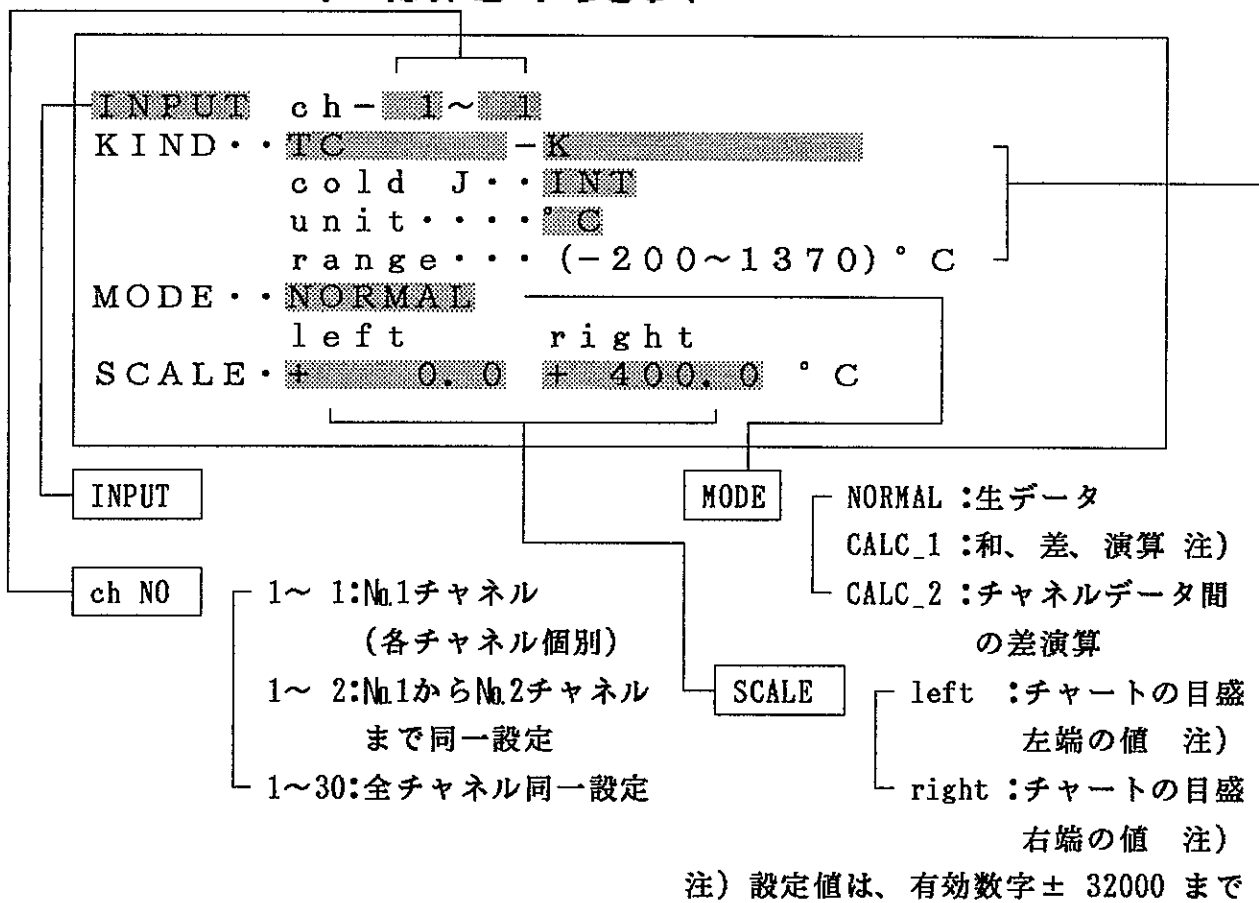 INPUT ch- 1~ 1
KIND・・TC -K
cold J・・INT
unit・・・・°C
range・・・(-200~1370)°C
MODE・・NORMAL
left right
SCALE・+ 0.0 + 400.0 °C
INPUT
ch NO
1~ 1:No.1チャネル
(各チャネル個別)
1~ 2:No.1からNo.2チャネル
まで同一設定
1~30:全チャネル同一設定
MODE
NORMAL :生データ
CALC_1 :和、差、演算 注)
CALC_2 :チャネルデータ間
の差演算
SCALE
left :チャートの目盛
左端の値 注)
right :チャートの目盛
右端の値 注)
注) 設定値は、有効数字± 32000 まで